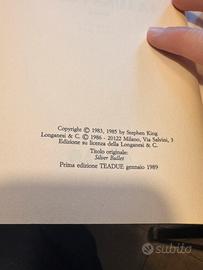 Copyright © 1983, 1985 by Stephen King
Longanesi & C. © 1986 - 20122 Milano, Via Salvini, 3
Edizione su licenza della Longanesi & C.
Titolo originale:
Silver Bullet
Prima edizione TEADUE gennaio 1989
subito